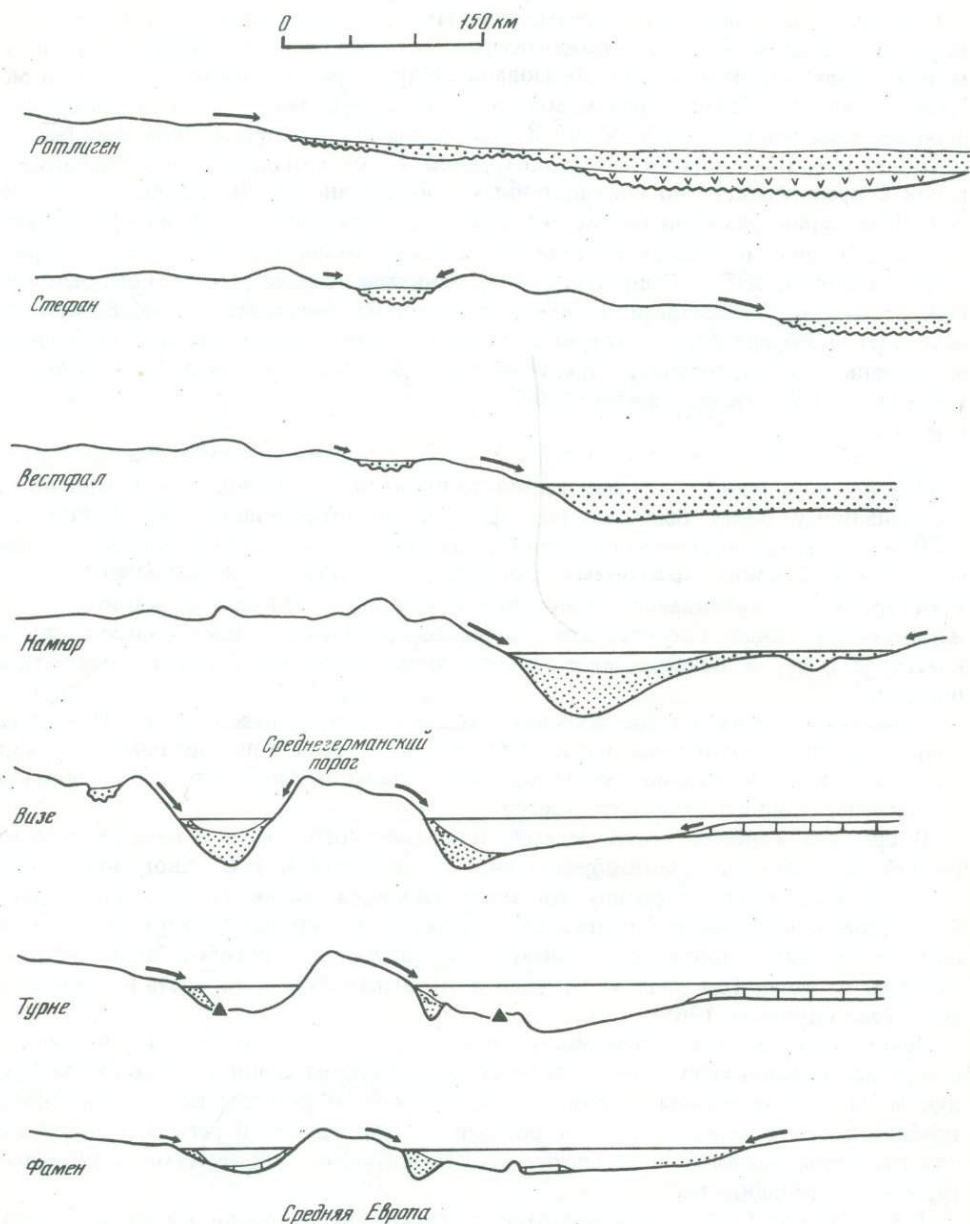 0 150 км
Ротлиген
Стефан
Вестфал
Намюр
Среднегерманский
порог
Визе
Турне
Фамен
Средняя Европа